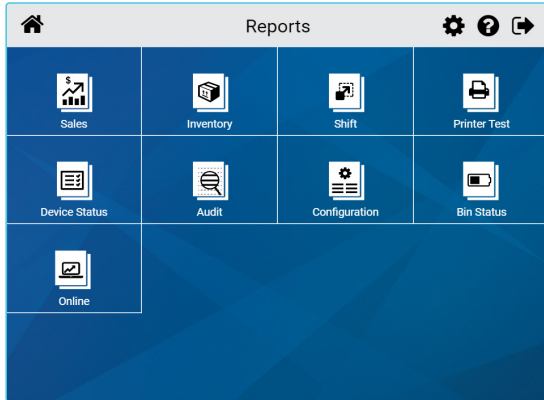 Reports
Sales
Inventory
Shift
Printer Test
Device Status
Audit
Configuration
Bin Status
Online